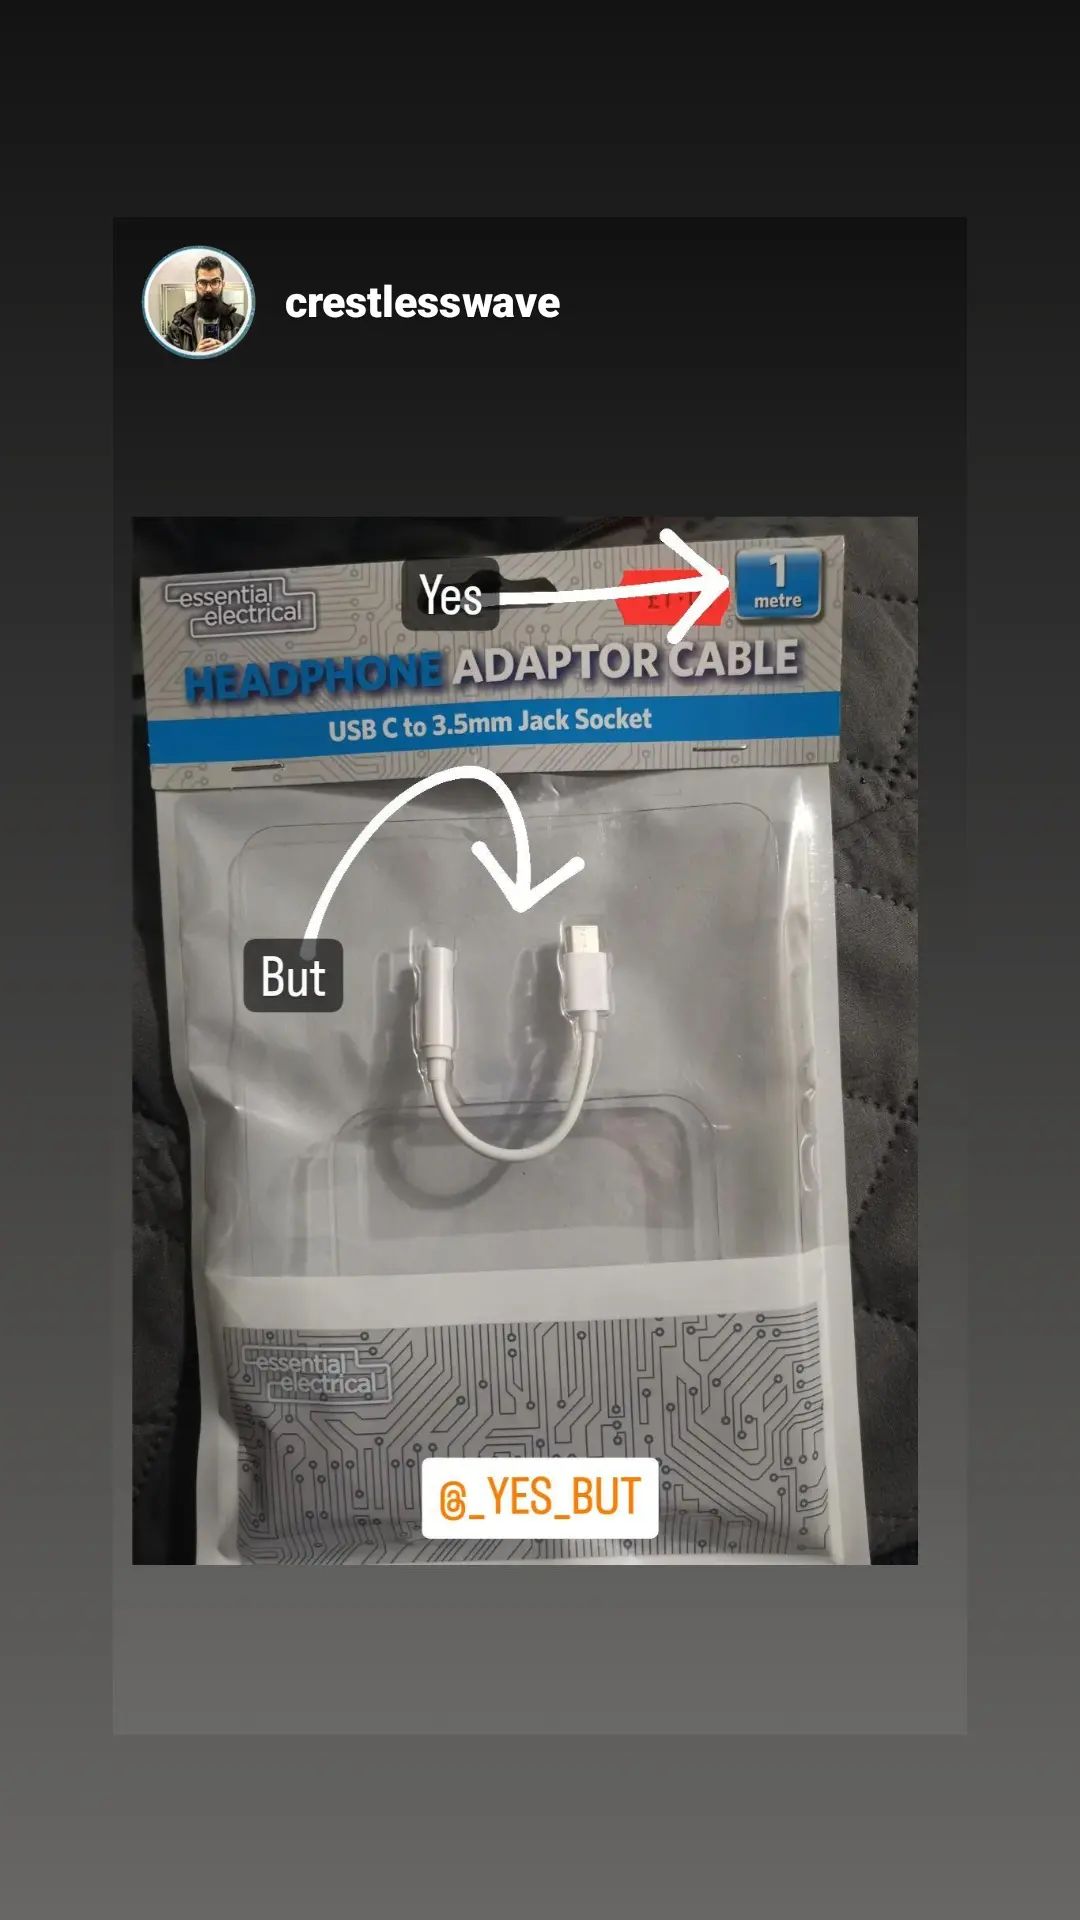 crestlesswave
essential
electrical
Yes
1
metre
HEADPHONE ADAPTOR CABLE
USB C to 3.5mm Jack Socket
But
essential
electrical
@_YES_BUT